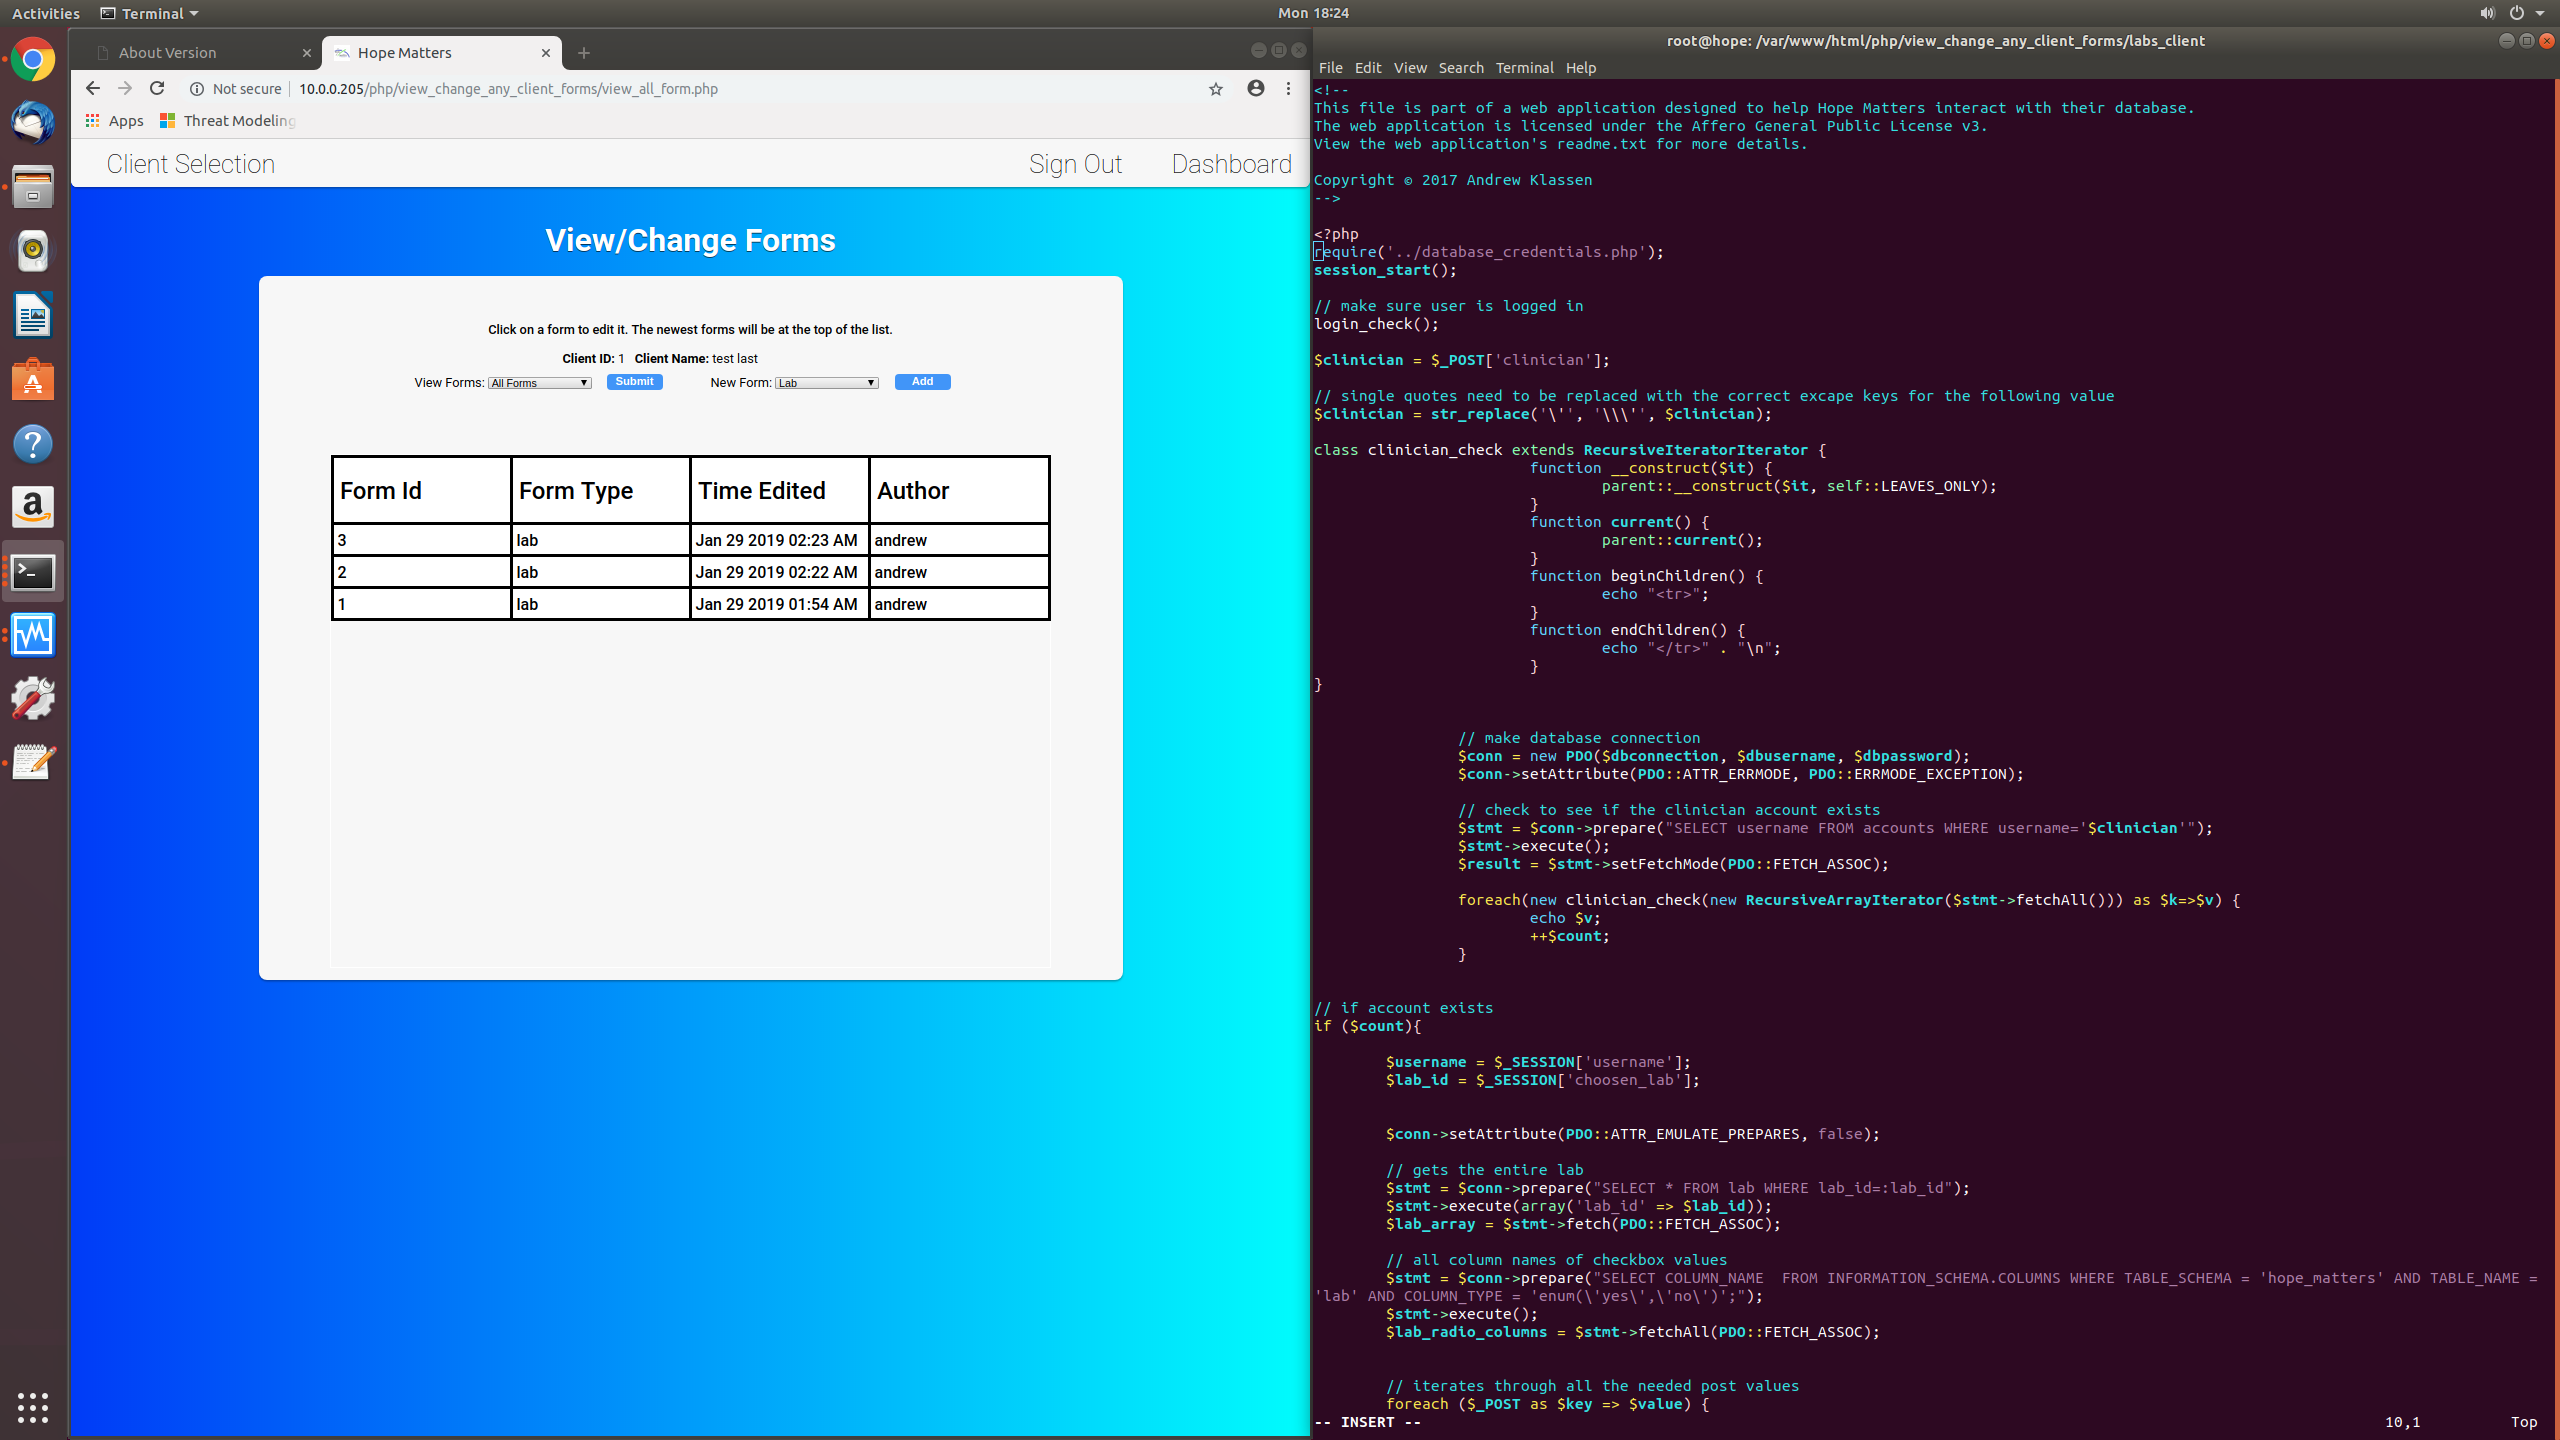 Activities Terminal Mon 18:24
About Version
Hope Matters
Not secure 10.0.0.205/php/view_change_any_client_forms/view_all_form.php
Apps Threat Modeling
Client Selection Sign Out Dashboard
View/Change Forms
Click on a form to edit it. The newest forms will be at the top of the list.
Client ID: 1 Client Name: test last
View Forms: All Forms Submit New Form: Lab Add
Form Id Form Type Time Edited Author
3 lab Jan 29 2019 02:23 AM andrew
2 lab Jan 29 2019 02:22 AM andrew
1 lab Jan 29 2019 01:54 AM andrew
root@hope: /var/www/html/php/view_change_any_client_forms/labs_client
File Edit View Search Terminal Help
<!--
This file is part of a web application designed to help Hope Matters interact with their database.
The web application is licensed under the Affero General Public License v3.
View the web application's readme.txt for more details.
Copyright © 2017 Andrew Klassen
-->
<?php
require('../database_credentials.php');
session_start();
// make sure user is logged in
login_check();
$clinician = $_POST['clinician'];
// single quotes need to be replaced with the correct excape keys for the following value
$clinician = str_replace('\'', '\\\'', $clinician);
class clinician_check extends RecursiveIteratorIterator {
function __construct($it) {
parent::__construct($it, self::LEAVES_ONLY);
}
function current() {
parent::current();
}
function beginChildren() {
echo "<tr>";
}
function endChildren() {
echo "</tr>" . "\n";
}
}
// make database connection
$conn = new PDO($dbconnection, $dbusername, $dbpassword);
$conn->setAttribute(PDO::ATTR_ERRMODE, PDO::ERRMODE_EXCEPTION);
// check to see if the clinician account exists
$stmt = $conn->prepare("SELECT username FROM accounts WHERE username='$clinician'");
$stmt->execute();
$result = $stmt->setFetchMode(PDO::FETCH_ASSOC);
foreach(new clinician_check(new RecursiveArrayIterator($stmt->fetchAll())) as $k=>$v) {
echo $v;
++$count;
}
// if account exists
if ($count){
$username = $_SESSION['username'];
$lab_id = $_SESSION['choosen_lab'];
$conn->setAttribute(PDO::ATTR_EMULATE_PREPARES, false);
// gets the entire lab
$stmt = $conn->prepare("SELECT * FROM lab WHERE lab_id=:lab_id");
$stmt->execute(array('lab_id' => $lab_id));
$lab_array = $stmt->fetch(PDO::FETCH_ASSOC);
// all column names of checkbox values
$stmt = $conn->prepare("SELECT COLUMN_NAME  FROM INFORMATION_SCHEMA.COLUMNS WHERE TABLE_SCHEMA = 'hope_matters' AND TABLE_NAME =
'lab' AND COLUMN_TYPE = 'enum(\'yes\',\'no\')';");
$stmt->execute();
$lab_radio_columns = $stmt->fetchAll(PDO::FETCH_ASSOC);
// iterates through all the needed post values
foreach ($_POST as $key => $value) {
-- INSERT -- 10,1 Top